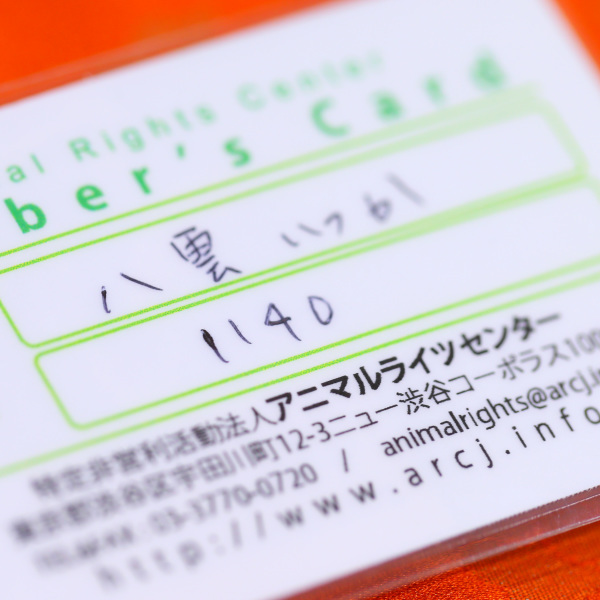 al Rights Center
ber's Card
八雲 いつか
1140
特定非営利活動法人アニマルライツセンター
東京都渋谷区宇田川町12-3ニュー渋谷コーポラス100
03-3770-0720 / animalrights@arcj.in
http://www.arcj.info